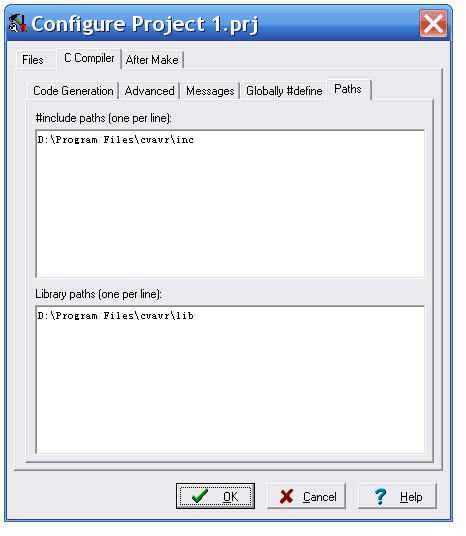 Configure Project 1.prj
Files C Compiler After Make
Code Generation Advanced Messages Globally #define Paths
#include paths (one per line):
D:\Program Files\cvavr\inc
Library paths (one per line):
D:\Program Files\cvavr\lib
OK Cancel ? Help